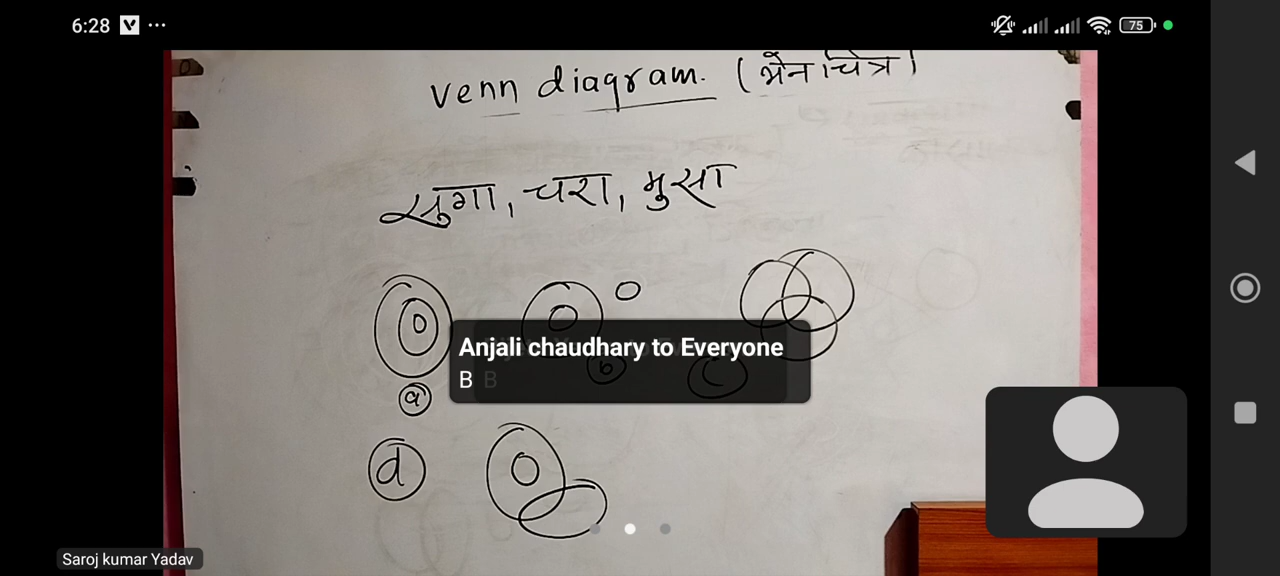 6:28 V ... 75
Venn diagram. (भेन चित्र)
सुगा, चरा, मुसा
Anjali chaudhary to Everyone
B B
b
c
a
d
Saroj kumar Yadav